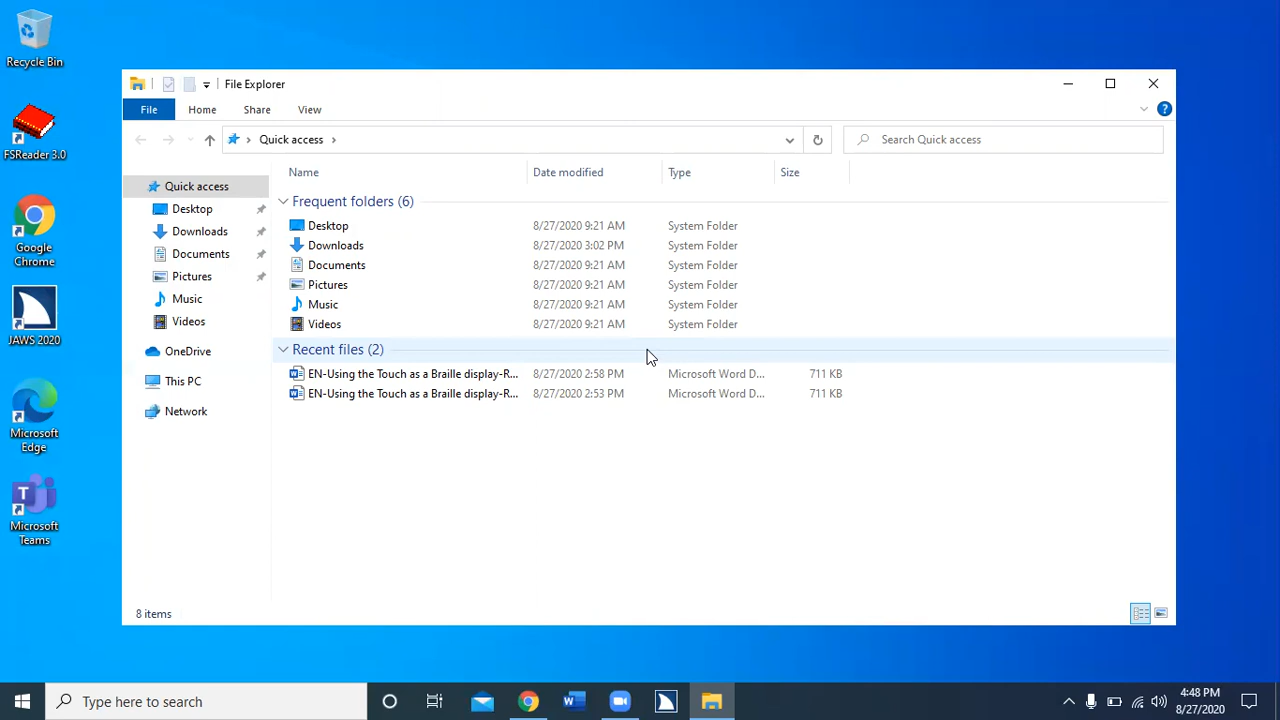 Recycle Bin
FSReader 3.0
Google
Chrome
JAWS 2020
Microsoft
Edge
Microsoft
Teams
File Explorer
File Home Share View
Quick access
Search Quick access
Quick access
Desktop
Downloads
Documents
Pictures
Music
Videos
OneDrive
This PC
Network
Name Date modified Type Size
Frequent folders (6)
Desktop 8/27/2020 9:21 AM System Folder
Downloads 8/27/2020 3:02 PM System Folder
Documents 8/27/2020 9:21 AM System Folder
Pictures 8/27/2020 9:21 AM System Folder
Music 8/27/2020 9:21 AM System Folder
Videos 8/27/2020 9:21 AM System Folder
Recent files (2)
EN-Using the Touch as a Braille display-R... 8/27/2020 2:58 PM Microsoft Word D... 711 KB
EN-Using the Touch as a Braille display-R... 8/27/2020 2:53 PM Microsoft Word D... 711 KB
8 items
Type here to search
4:48 PM
8/27/2020